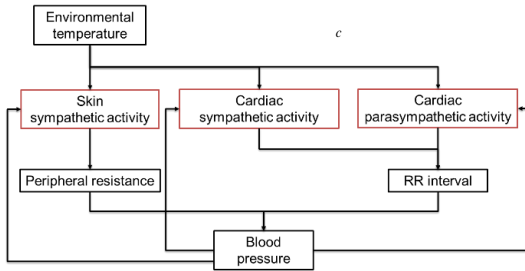 Environmental
temperature
c
Skin
sympathetic activity
Cardiac
sympathetic activity
Cardiac
parasympathetic activity
Peripheral resistance
RR interval
Blood
pressure